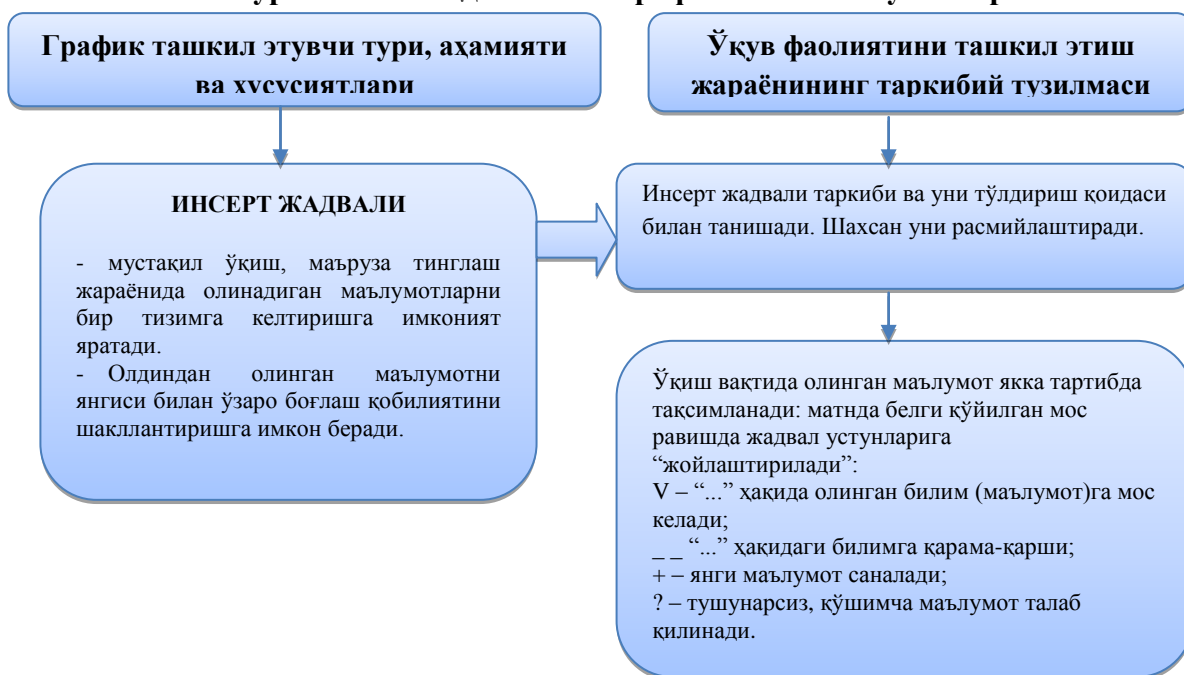 График ташкил этувчи тури, аҳамияти
ва хусусиятлари
Ўқув фаолиятини ташкил этиш
жараёнининг таркибий тузилмаси
ИНСЕРТ ЖАДВАЛИ
- мустақил ўқиш, маъруза тинглаш
жараёнида олинадиган маълумотларни
бир тизимга келтиришга имконият
яратади.
- Олдиндан олинган маълумотни
янгиси билан ўзаро боғлаш қобилиятини
шакллантиришга имкон беради.
Инсерт жадвали таркиби ва уни тўлдириш қоидаси
билан танишади. Шахсан уни расмийлаштиради.
Ўқиш вақтида олинган маълумот якка тартибда
тақсимланади: матнда белги қўйилган мос
равишда жадвал устунларига
“жойлаштирилади”:
V – “...” ҳақида олинган билим (маълумот)га мос
келади;
_ _ “...” ҳақидаги билимга қарама-қарши;
+ – янги маълумот саналади;
? – тушунарсиз, қўшимча маълумот талаб
қилинади.